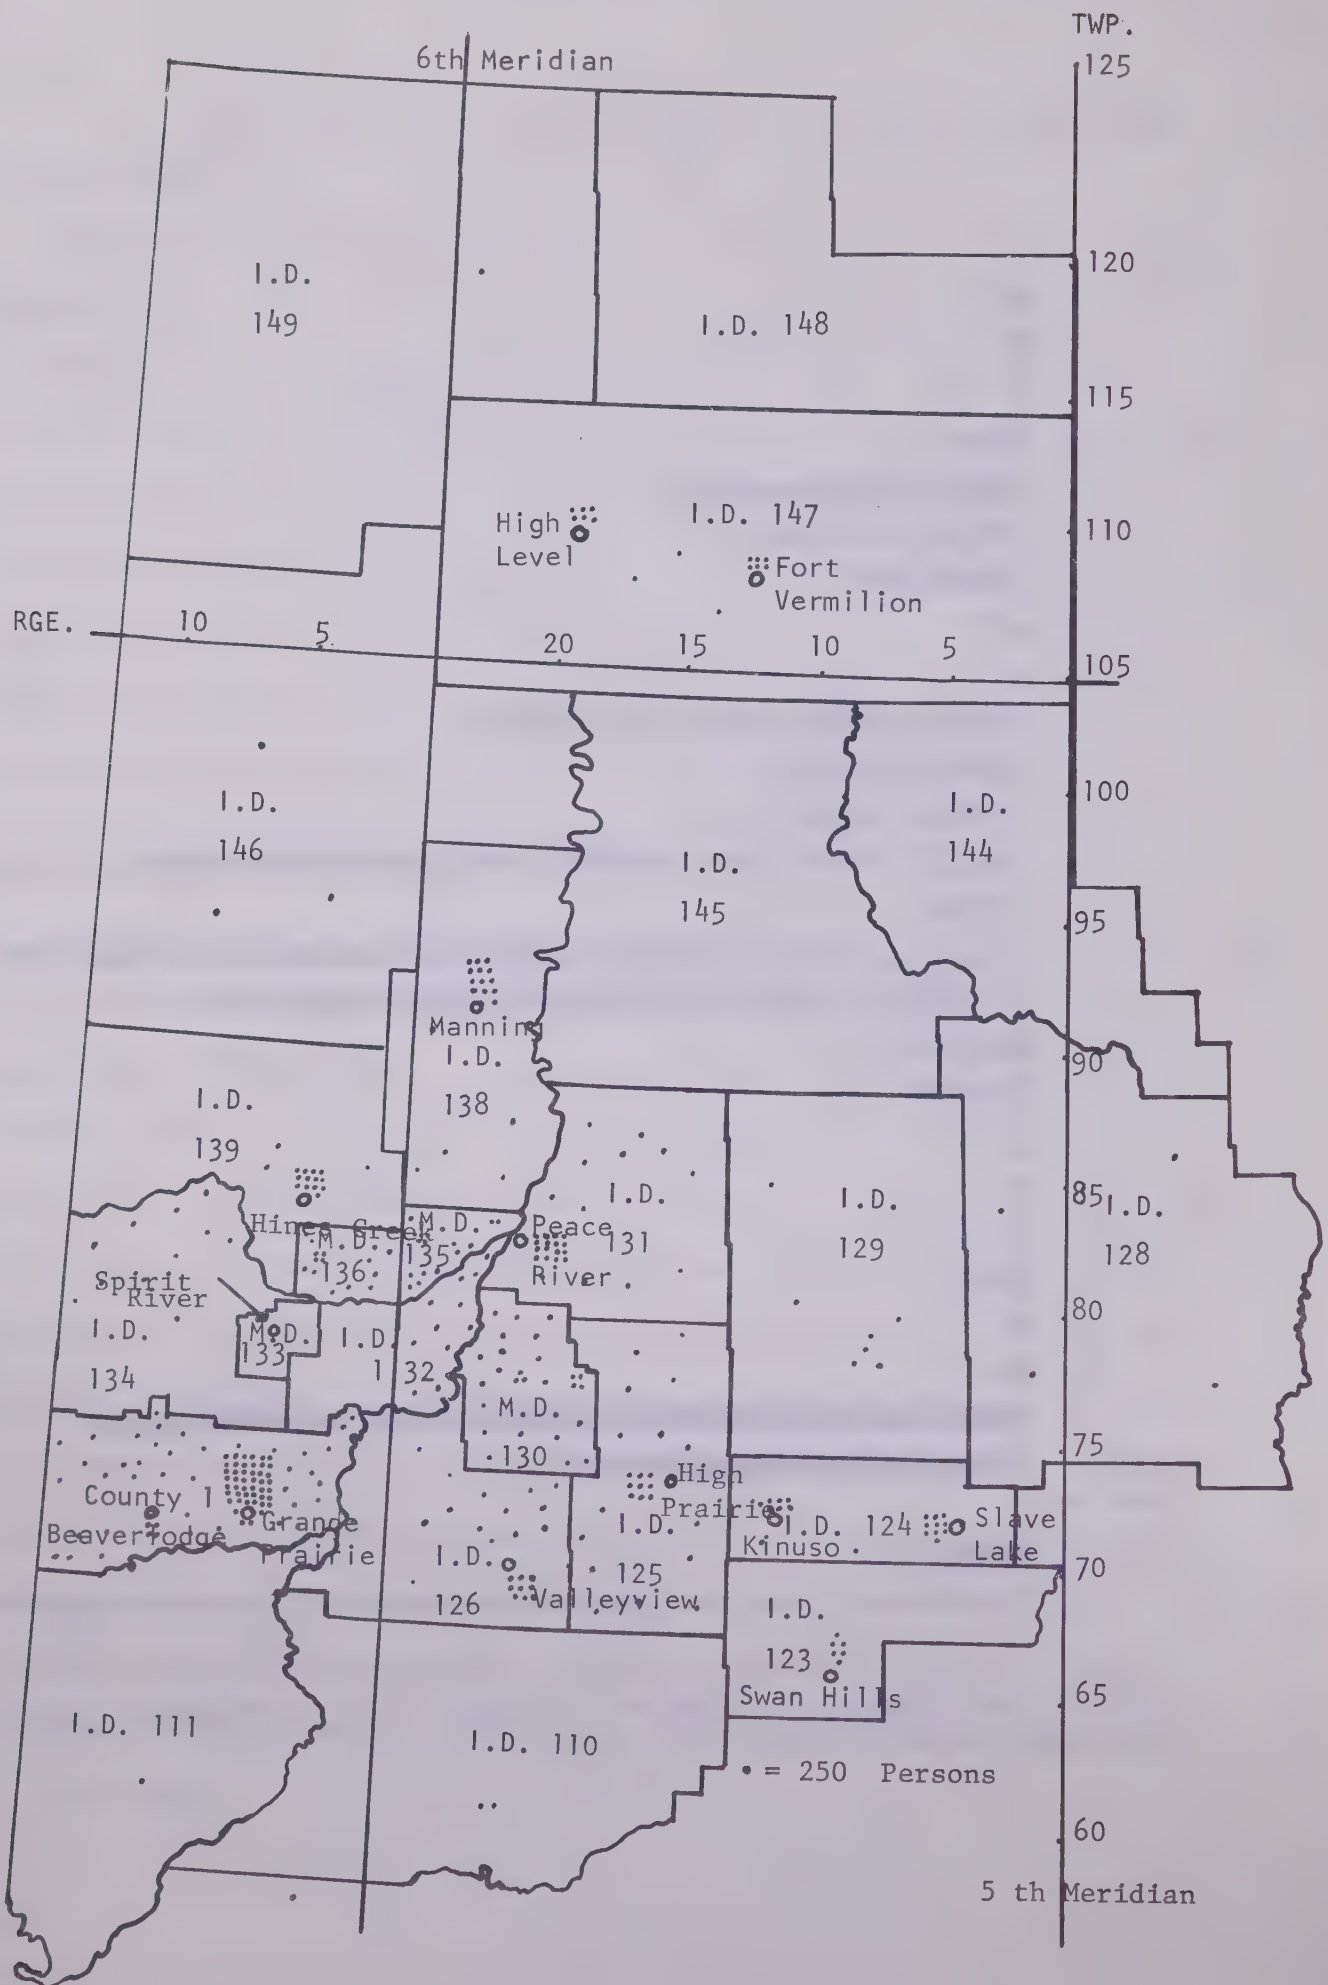 TWP.
6th Meridian
125
I.D.
149
120
I.D. 148
115
High
Level
I.D. 147
110
Fort
Vermilion
RGE.
10
5
20
15
10
5
105
I.D.
146
100
I.D.
144
I.D.
145
95
Manning
I.D.
138
90
I.D.
139
I.D.
131
85
I.D.
129
I.D.
128
Hines Creek
M.D.
135
M.D.
136
Peace
River
Spirit
River
80
I.D.
134
M.D.
133
I.D.
132
M.D.
130
75
County 1
Beaverlodge
Grande
Prairie
High
Prairie
I.D.
125
Kinuso
I.D. 124
Slave
Lake
I.D.
126
Valleyview
70
I.D.
123
Swan Hills
65
I.D. 111
I.D. 110
• = 250 Persons
60
5 th Meridian